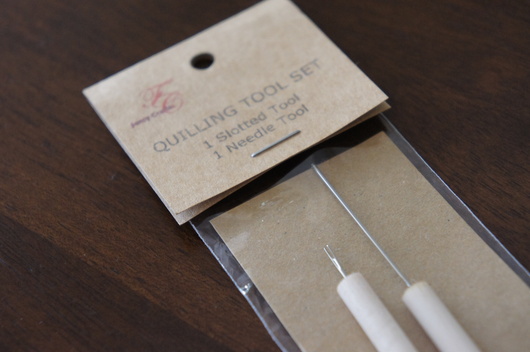 QUILLING TOOL SET
1 Slotted Tool
1 Needle Tool